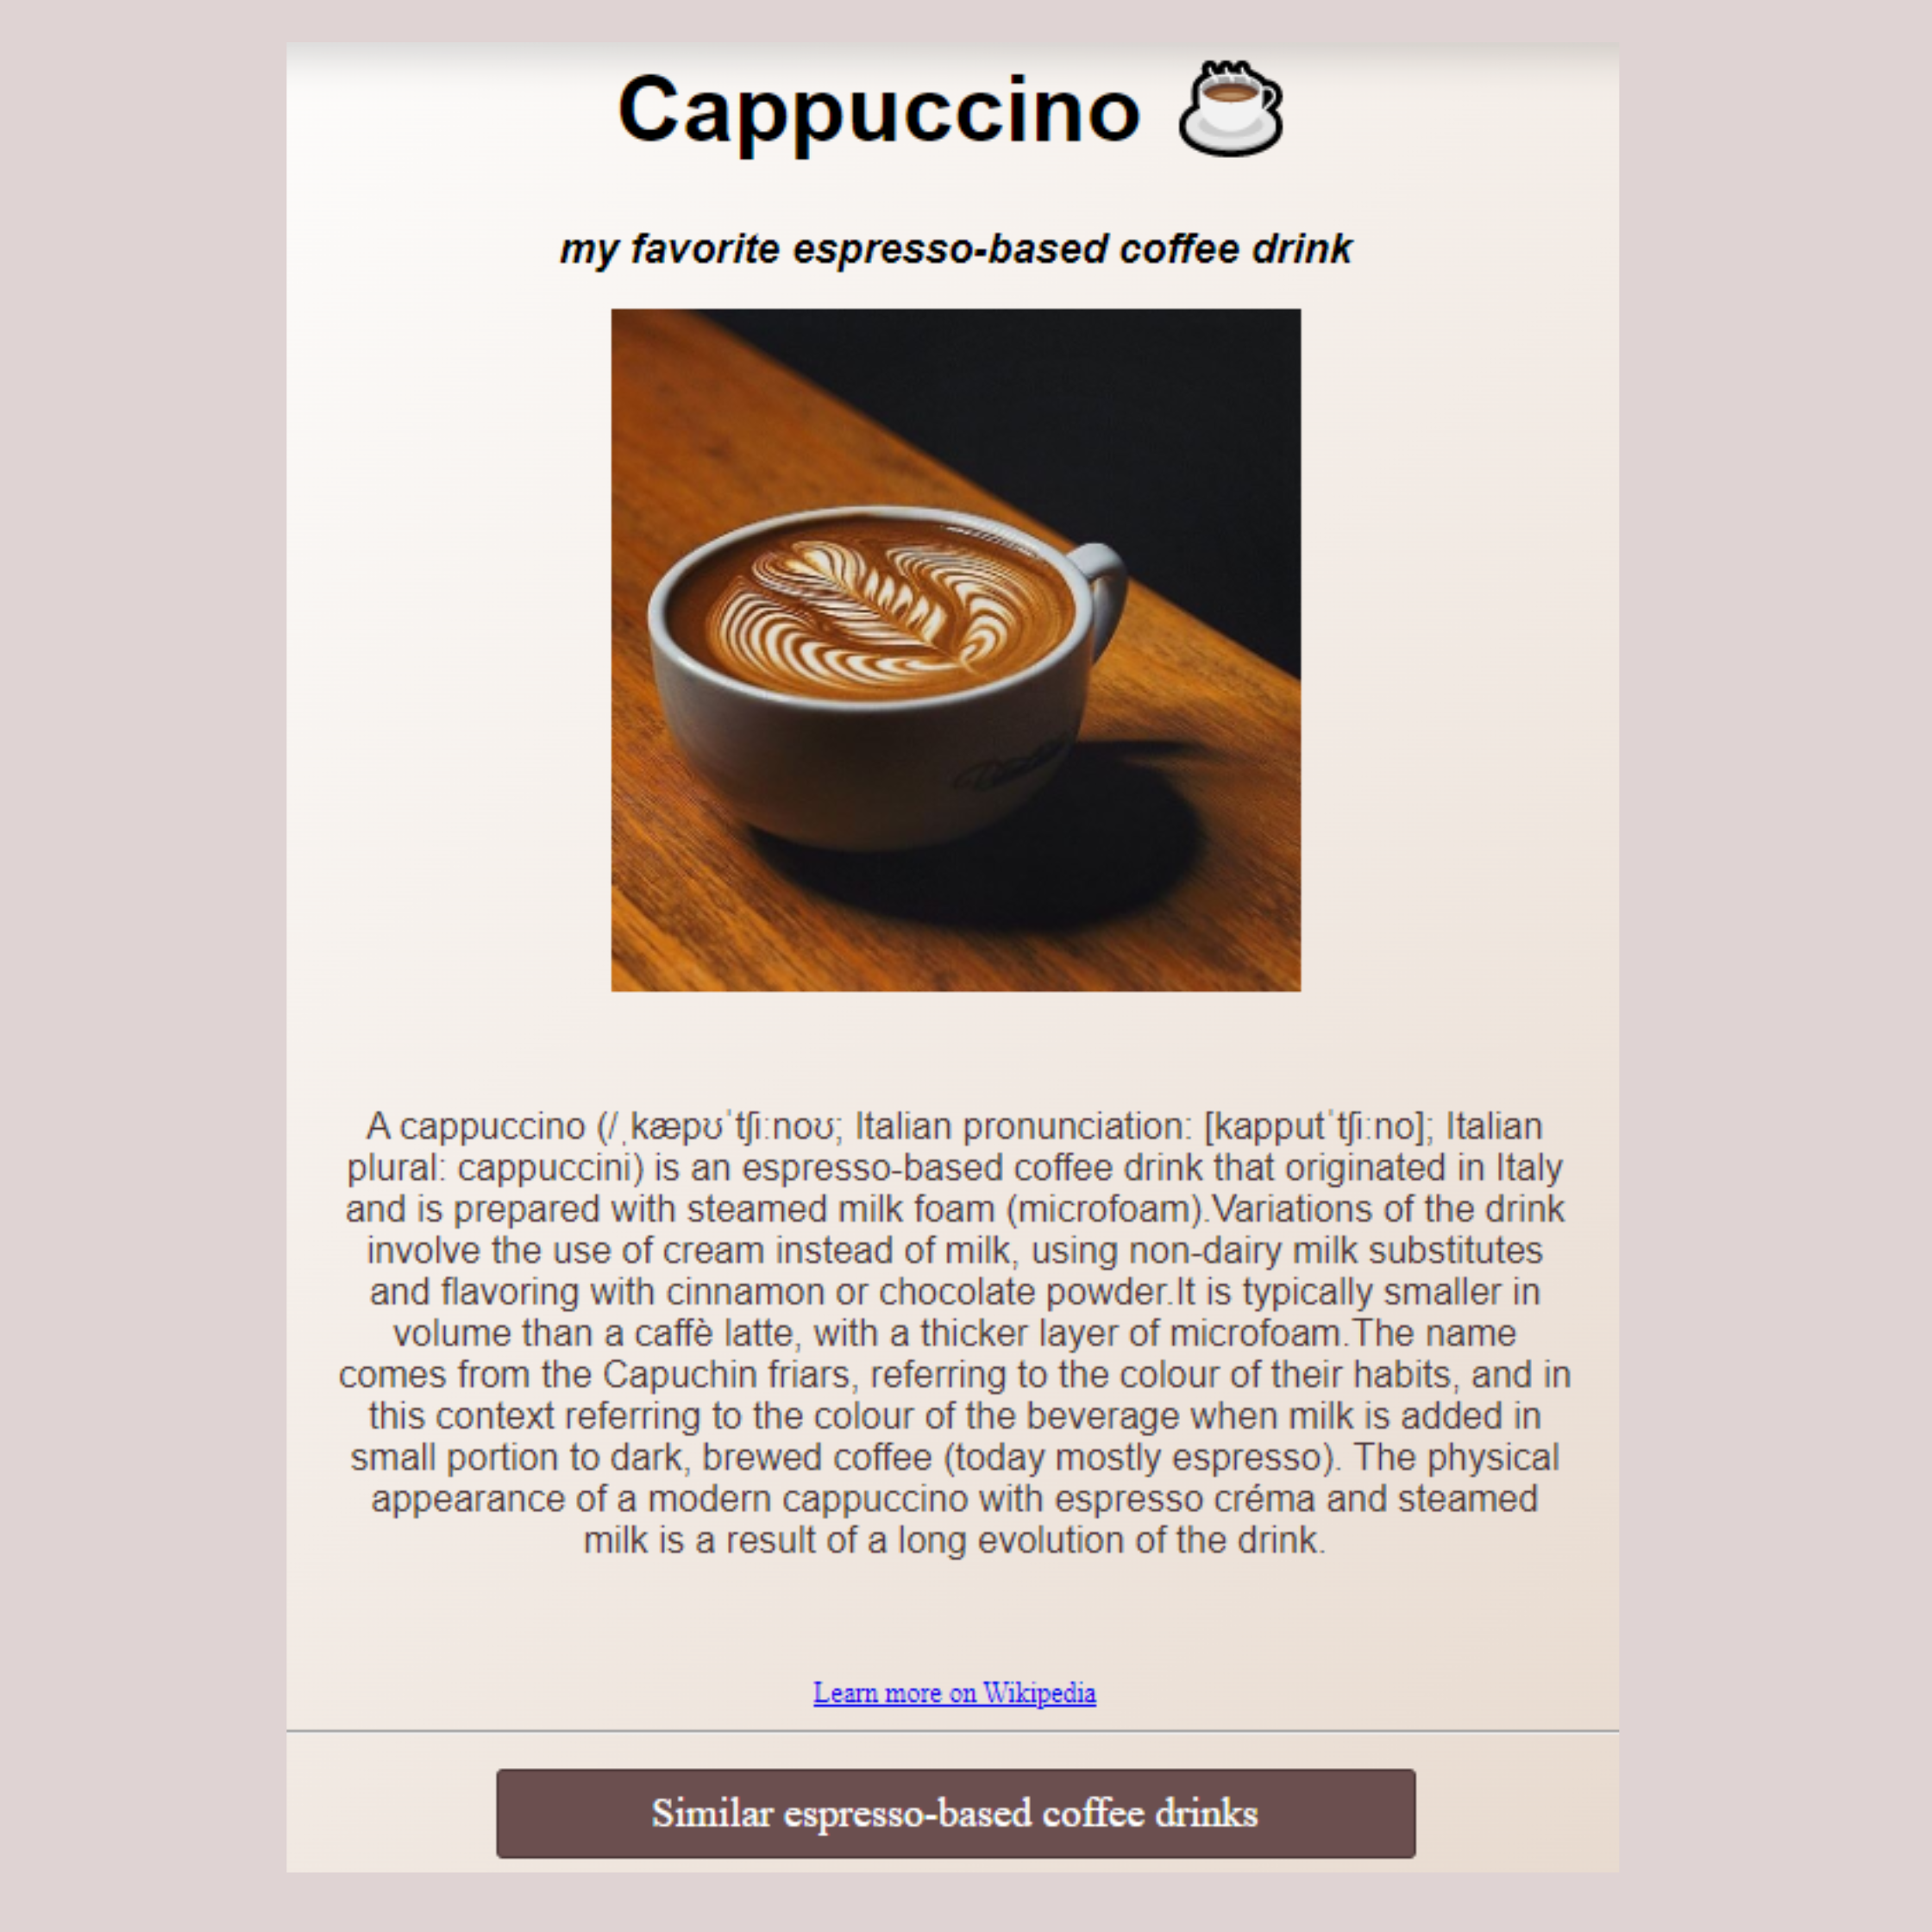 Cappuccino ☕
my favorite espresso-based coffee drink
A cappuccino (/ˌkæpʊˈtʃiːnoʊ; Italian pronunciation: [kapputˈtʃiːno]; Italian
plural: cappuccini) is an espresso-based coffee drink that originated in Italy
and is prepared with steamed milk foam (microfoam).Variations of the drink
involve the use of cream instead of milk, using non-dairy milk substitutes
and flavoring with cinnamon or chocolate powder.It is typically smaller in
volume than a caffè latte, with a thicker layer of microfoam.The name
comes from the Capuchin friars, referring to the colour of their habits, and in
this context referring to the colour of the beverage when milk is added in
small portion to dark, brewed coffee (today mostly espresso). The physical
appearance of a modern cappuccino with espresso créma and steamed
milk is a result of a long evolution of the drink.
Learn more on Wikipedia
Similar espresso-based coffee drinks